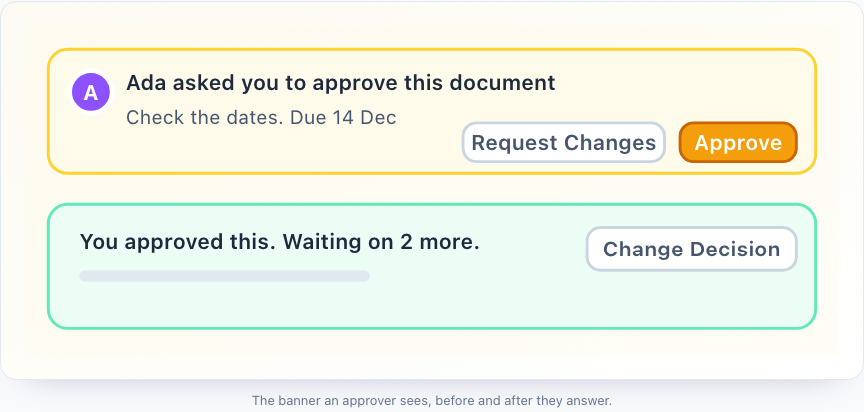 A
Ada asked you to approve this document
Check the dates. Due 14 Dec
Request Changes
Approve
You approved this. Waiting on 2 more.
Change Decision
The banner an approver sees, before and after they answer.